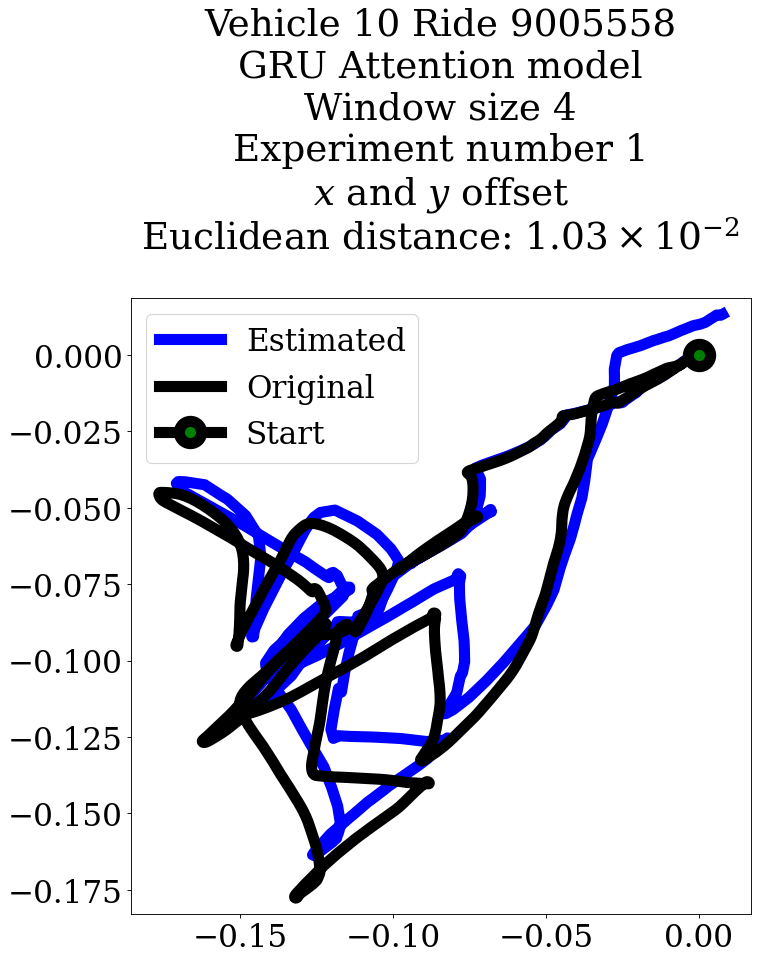 Vehicle 10 Ride 9005558
GRU Attention model
Window size 4
Experiment number 1
x and y offset
Euclidean distance: 1.03 × 10⁻²
Estimated
Original
Start
0.000
−0.025
−0.050
−0.075
−0.100
−0.125
−0.150
−0.175
−0.15 −0.10 −0.05 0.00